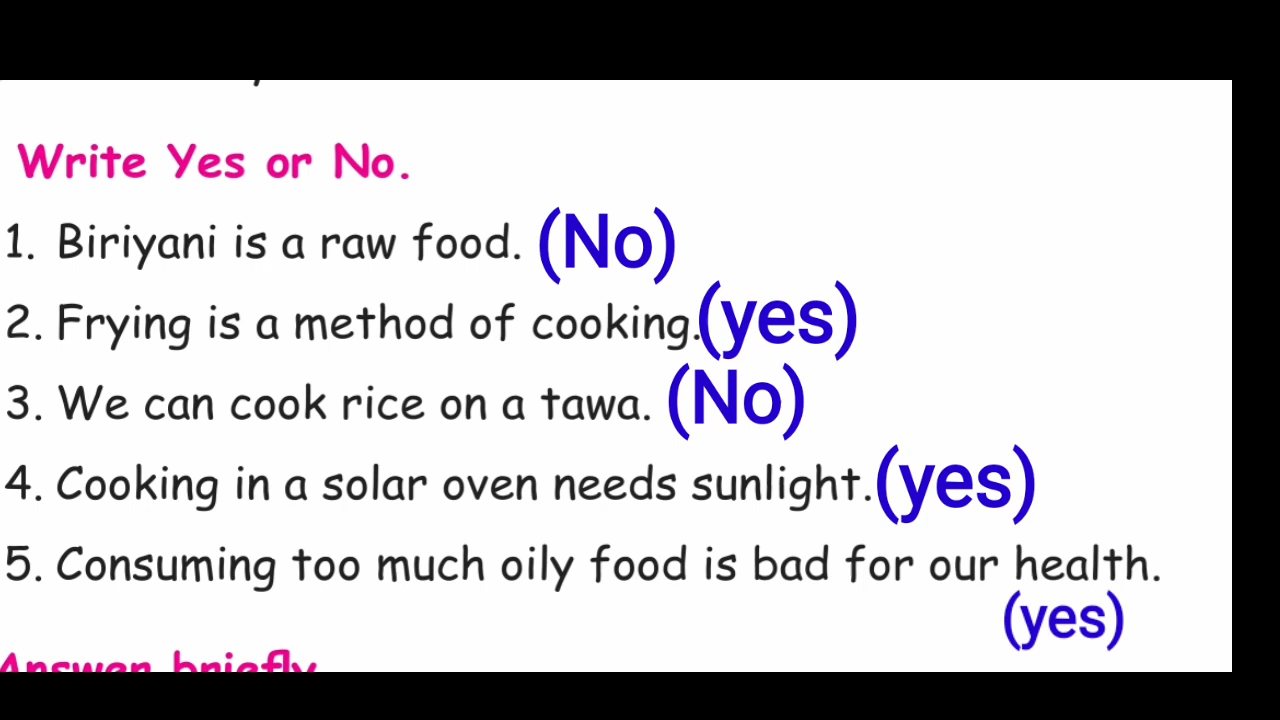 Write Yes or No.
1. Biriyani is a raw food. (No)
2. Frying is a method of cooking.(yes)
3. We can cook rice on a tawa. (No)
4. Cooking in a solar oven needs sunlight.(yes)
5. Consuming too much oily food is bad for our health.
(yes)
Answer briefly